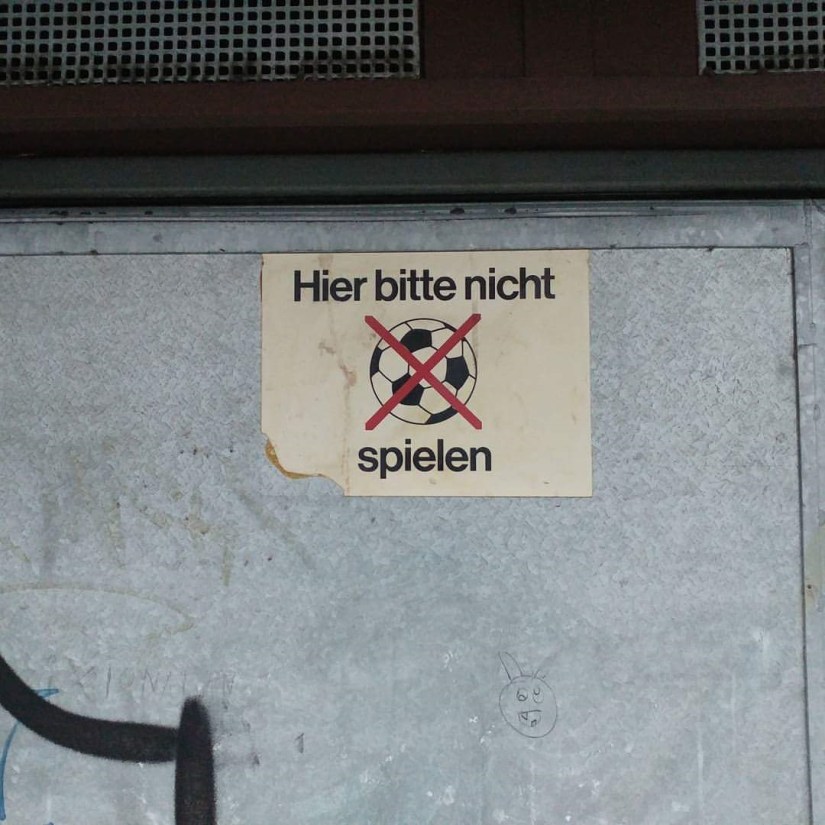 Hier bitte nicht
spielen